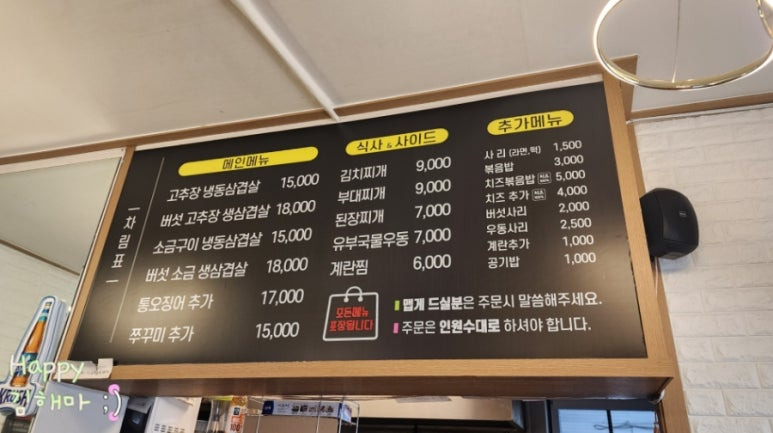 차림표
메인메뉴
고추장 냉동삼겹살 15,000
버섯 고추장 생삼겹살 18,000
소금구이 냉동삼겹살 15,000
버섯 소금 생삼겹살 18,000
통오징어 추가 17,000
쭈꾸미 추가 15,000
식사 & 사이드
김치찌개 9,000
부대찌개 9,000
된장찌개 7,000
유부국물우동 7,000
계란찜 6,000
모든메뉴
포장됩니다
추가메뉴
사 리 (라면,떡) 1,500
볶음밥 3,000
치즈볶음밥 5,000
치즈 추가 4,000
버섯사리 2,000
우동사리 2,500
계란추가 1,000
공기밥 1,000
맵게 드실분은 주문시 말씀해주세요.
주문은 인원수대로 하셔야 합니다.
Happy
김해마 ;)